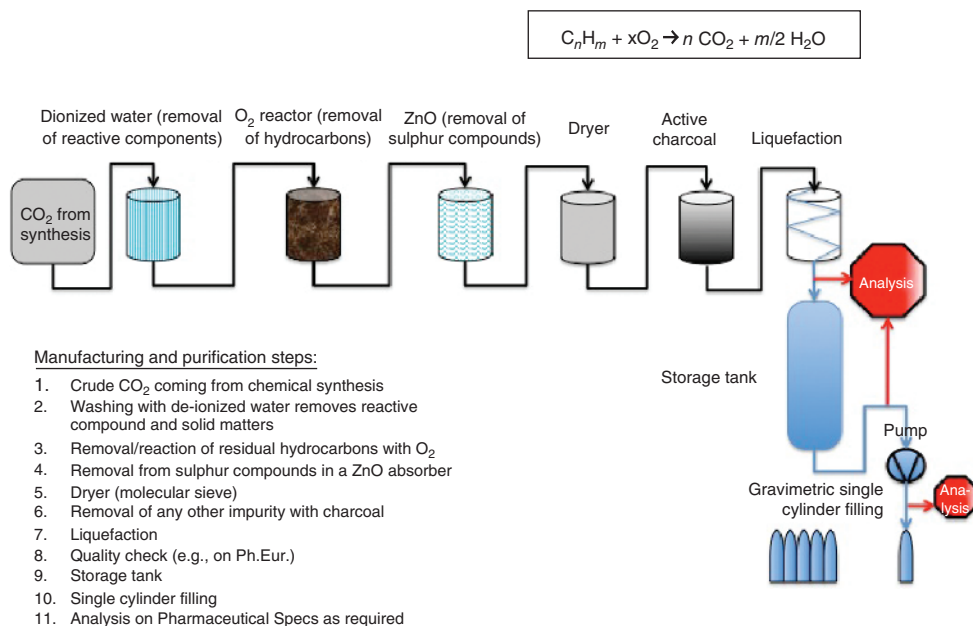 CnHm + xO2 → n CO2 + m/2 H2O
Dionized water (removal
of reactive components)
O2 reactor (removal
of hydrocarbons)
ZnO (removal of
sulphur compounds)
Dryer
Active
charcoal
Liquefaction
CO2 from
synthesis
Analysis
Storage tank
Pump
Gravimetric single
cylinder filling
Ana-
lysis
Manufacturing and purification steps:
1. Crude CO2 coming from chemical synthesis
2. Washing with de-ionized water removes reactive
compound and solid matters
3. Removal/reaction of residual hydrocarbons with O2
4. Removal from sulphur compounds in a ZnO absorber
5. Dryer (molecular sieve)
6. Removal of any other impurity with charcoal
7. Liquefaction
8. Quality check (e.g., on Ph.Eur.)
9. Storage tank
10. Single cylinder filling
11. Analysis on Pharmaceutical Specs as required